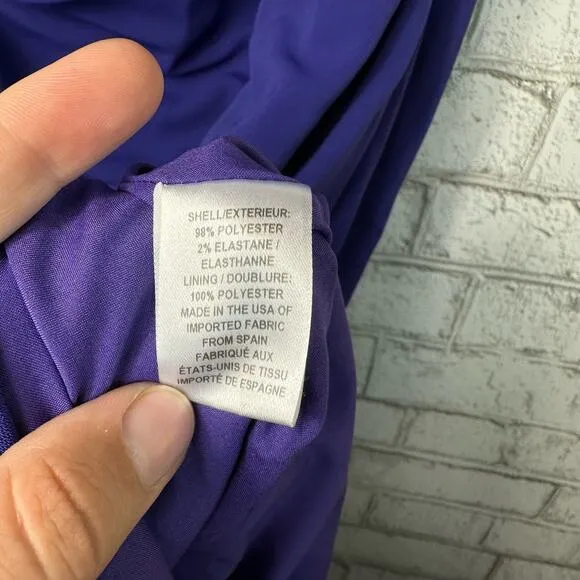 SHELL/EXTERIEUR:
98% POLYESTER
2% ELASTANE /
ELASTHANNE
LINING / DOUBLURE:
100% POLYESTER
MADE IN THE USA OF
IMPORTED FABRIC
FROM SPAIN
FABRIQUÉ AUX
ÉTATS-UNIS DE TISSU
IMPORTÉ DE ESPAGNE